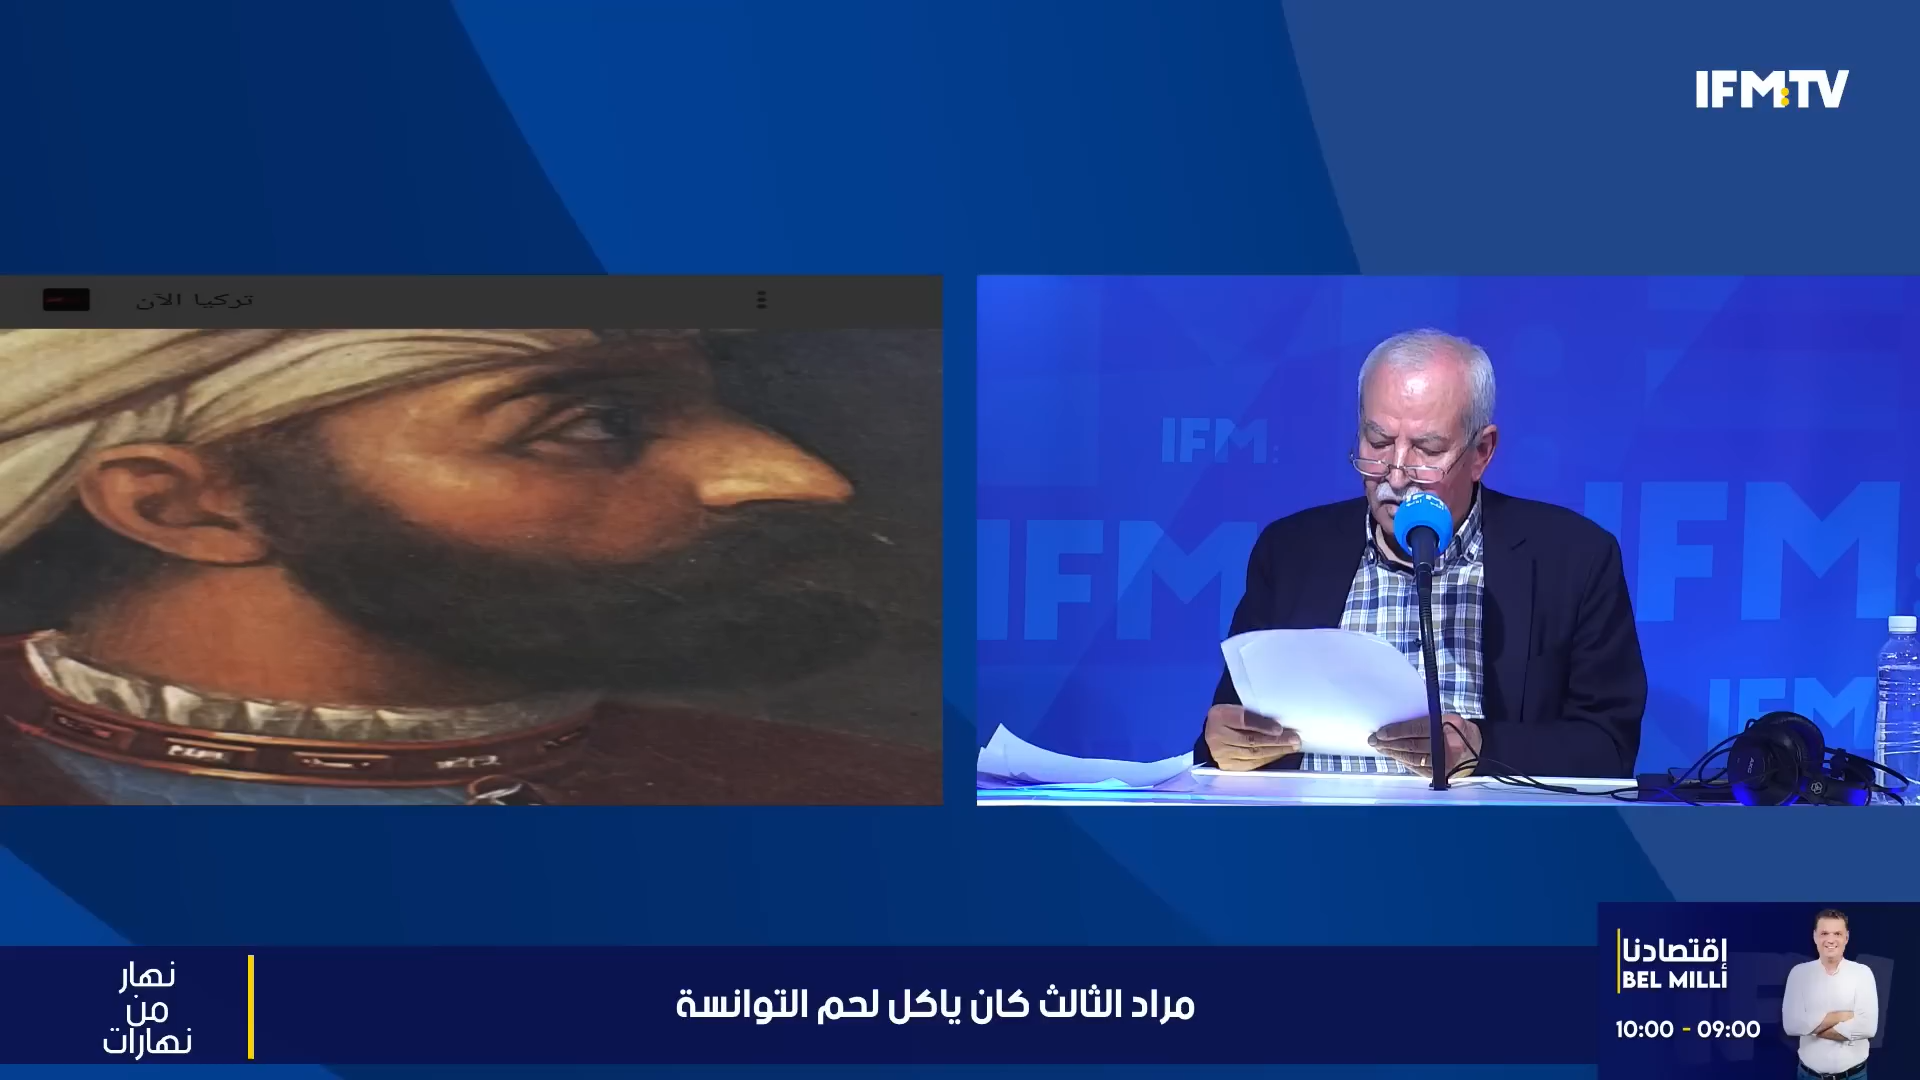 IFM:TV
تركيا الآن
IFM:
IFM
IFM
IFM
IFM
مراد الثالث كان ياكل لحم التوانسة
نهار
من
نهارات
إقتصادنا
BEL MILLI
10:00 - 09:00